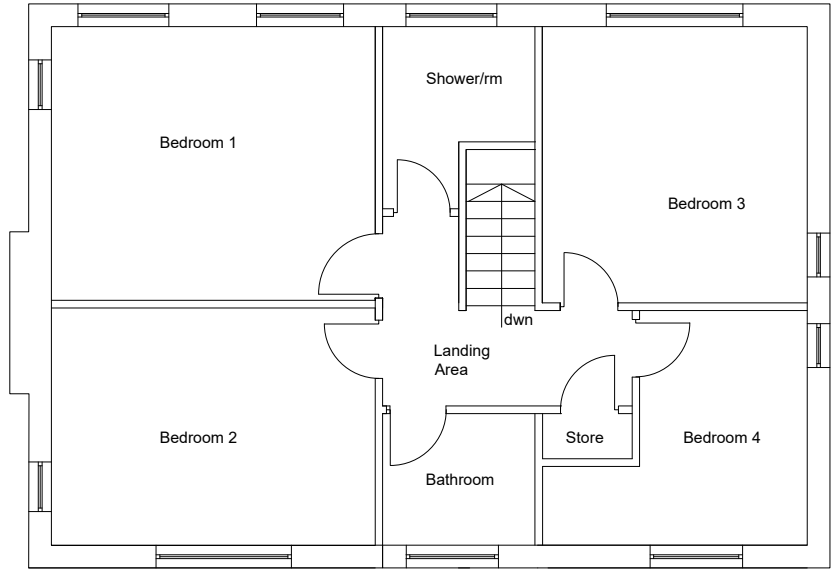 Shower/rm
Bedroom 1
Bedroom 3
dwn
Landing
Area
Bedroom 2
Store
Bedroom 4
Bathroom